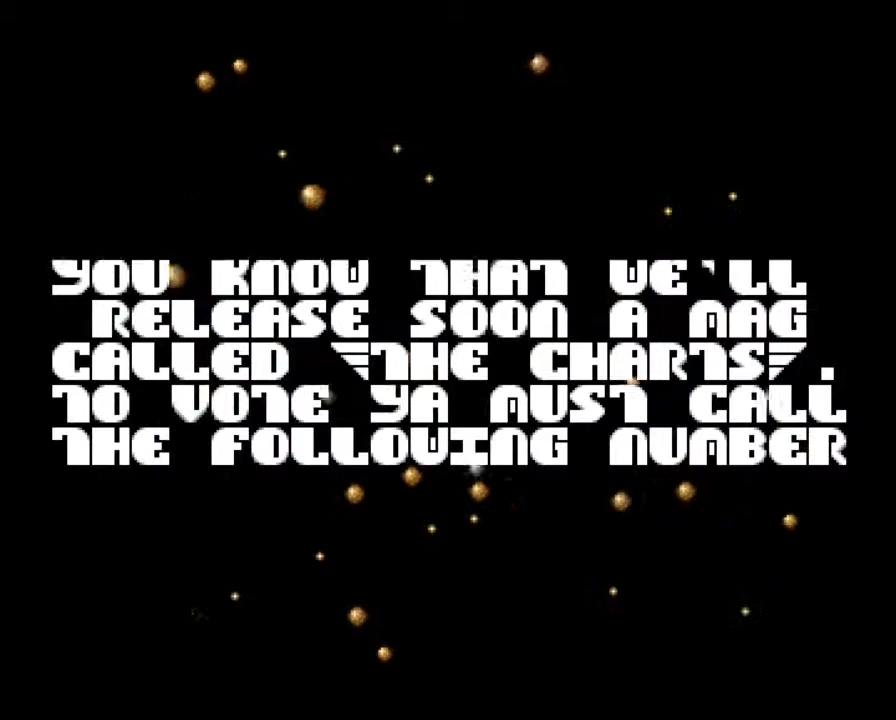 YOU KNOW THAT WE'LL
RELEASE SOON A MAG
CALLED "THE CHARTS".
TO VOTE YA MUST CALL
THE FOLLOWING NUMBER